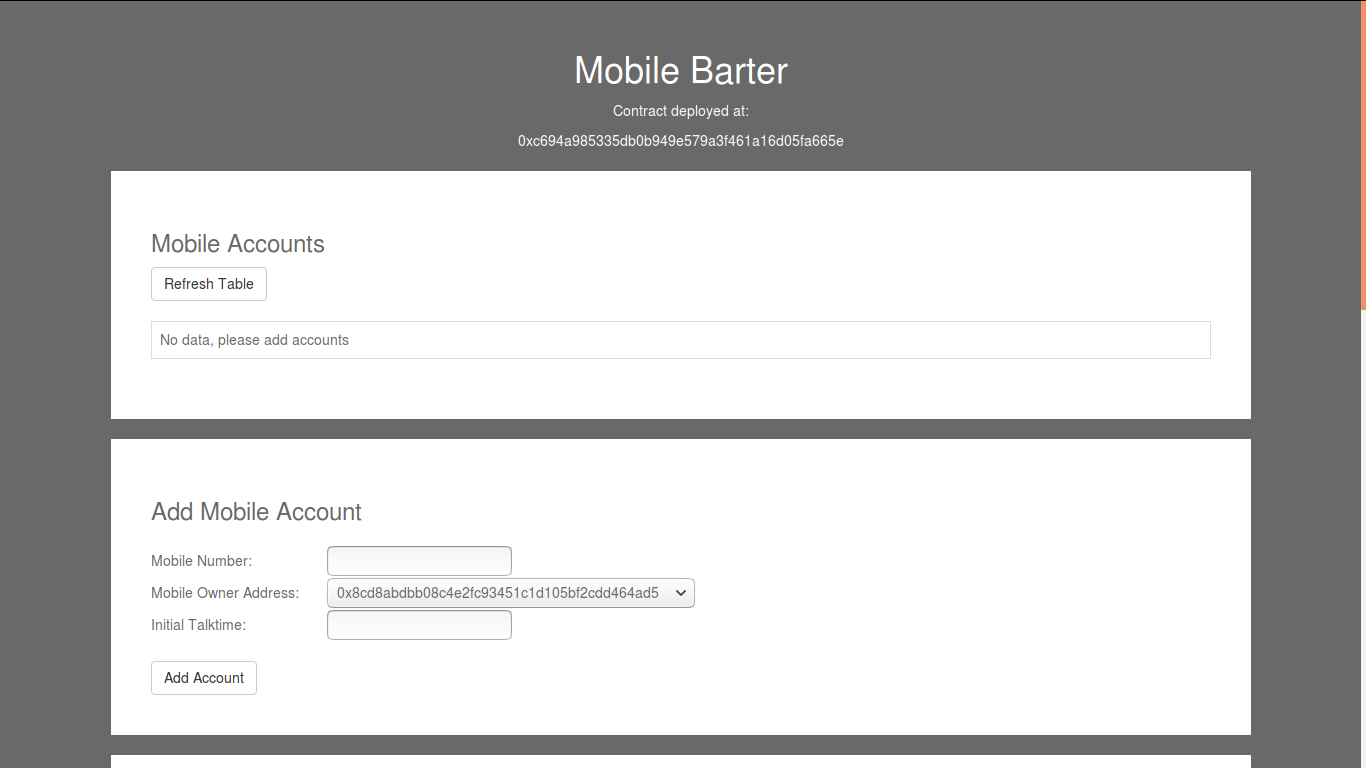 Mobile Barter
Contract deployed at:
0xc694a985335db0b949e579a3f461a16d05fa665e
Mobile Accounts
Refresh Table
No data, please add accounts
Add Mobile Account
Mobile Number:
Mobile Owner Address: 0x8cd8abdbb08c4e2fc93451c1d105bf2cdd464ad5
Initial Talktime:
Add Account